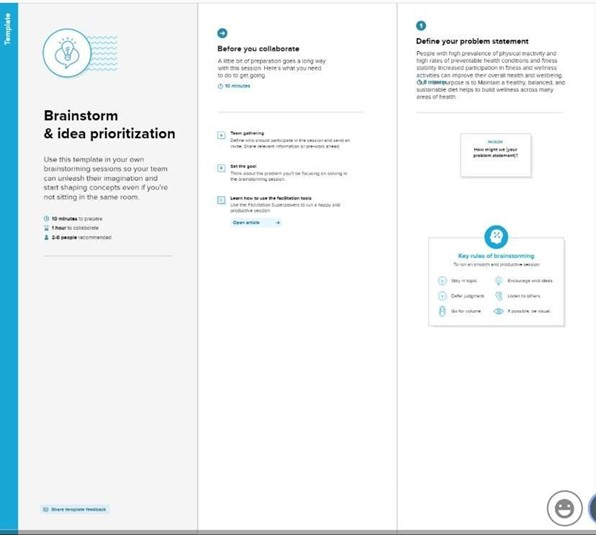 Template
Brainstorm
& idea prioritization
Use this template in your own
brainstorming sessions so your team
can unleash their imagination and
start shaping concepts even if you're
not sitting in the same room.
10 minutes to prepare
1 hour to collaborate
2-8 people recommended
Share template feedback
Before you collaborate
A little bit of preparation goes a long way
with this session. Here's what you need
to do to get going.
10 minutes
A
Team gathering
Define who should participate in the session and send an
invite. Share relevant information or pre-work ahead.
B
Set the goal
Think about the problem you'll be focusing on solving in
the brainstorming session.
C
Learn how to use the facilitation tools
Use the Facilitation Superpowers to run a happy and
productive session.
Open article
1
Define your problem statement
People with high prevalence of physical inactivity and
high rates of preventable health conditions and fitness
stability Increased participation in fitness and wellness
activities can improve their overall health and wellbeing.
purpose is to Maintain a healthy, balanced, and
sustainable diet helps to build wellness across many
areas of health.
PROBLEM
How might we [your
problem statement]?
Key rules of brainstorming
To run an smooth and productive session
Stay in topic.
Encourage wild ideas.
Defer judgment.
Listen to others.
Go for volume.
If possible, be visual.